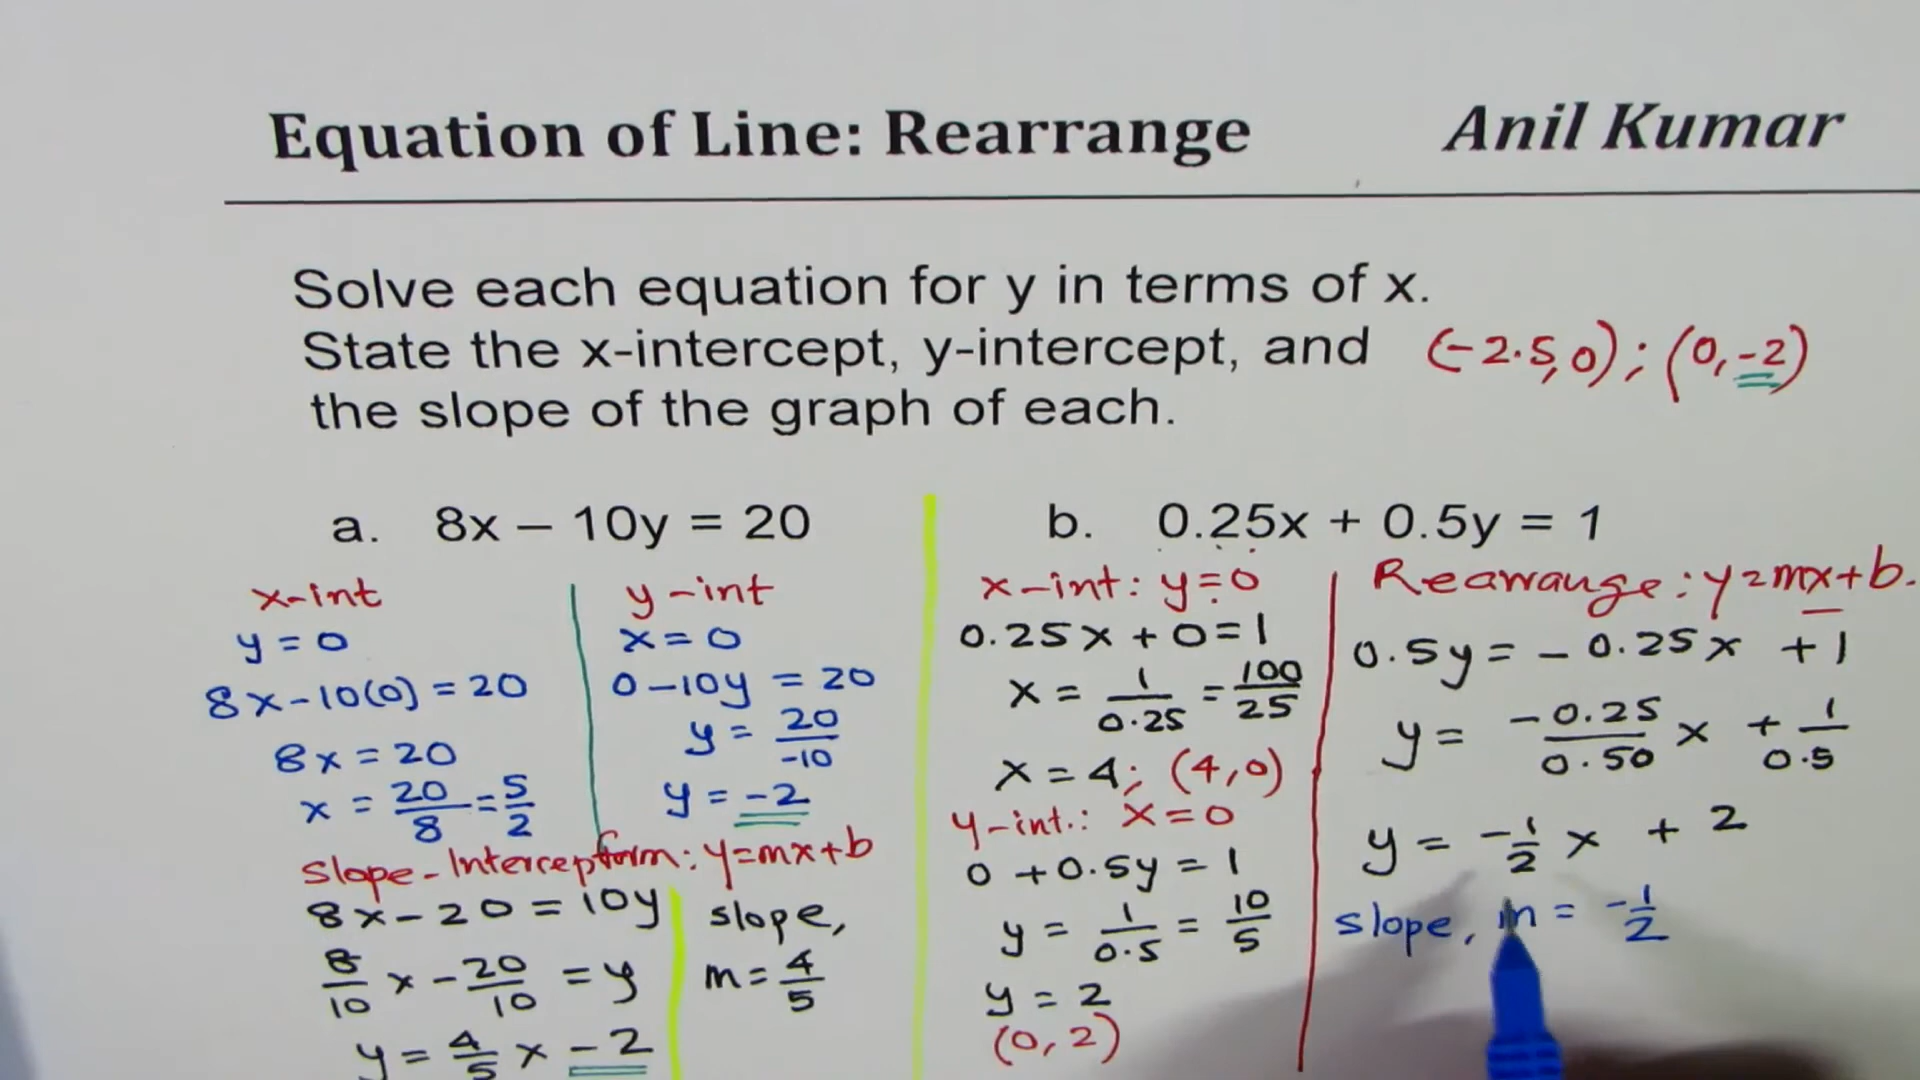 Equation of Line: Rearrange
Anil Kumar
Solve each equation for y in terms of x.
State the x-intercept, y-intercept, and
the slope of the graph of each.
(-2.5,0); (0,-2)
a. 8x – 10y = 20
x-int
y = 0
8x-10(0) = 20
8x = 20
x = 20/8 = 5/2
y-int
x = 0
0-10y = 20
y = 20/-10
y = -2
Slope-Intercept form: y=mx+b
8x-20=10y
8/10 x - 20/10 = y
y = 4/5 x -2
slope,
m = 4/5
b. 0.25x + 0.5y = 1
x-int: y=0
0.25x + 0 = 1
x = 1/0.25 = 100/25
x = 4; (4,0)
y-int.: x=0
0 + 0.5y = 1
y = 1/0.5 = 10/5
y = 2
(0, 2)
Rearrange: y=mx+b.
0.5y = - 0.25x + 1
y = -0.25/0.50 x + 1/0.5
y = -1/2 x + 2
slope, m = -1/2